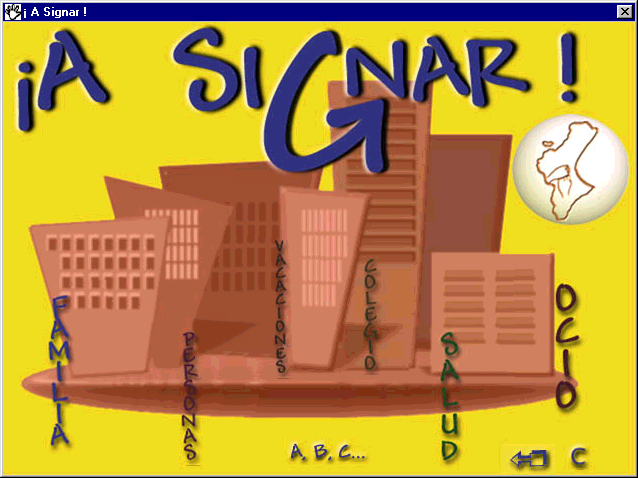 ¡ A Signar !
¡A SIGNAR !
FAMILIA
PERSONAS
VACACIONES
COLEGIO
SALUD
OCIO
A, B, C...
C